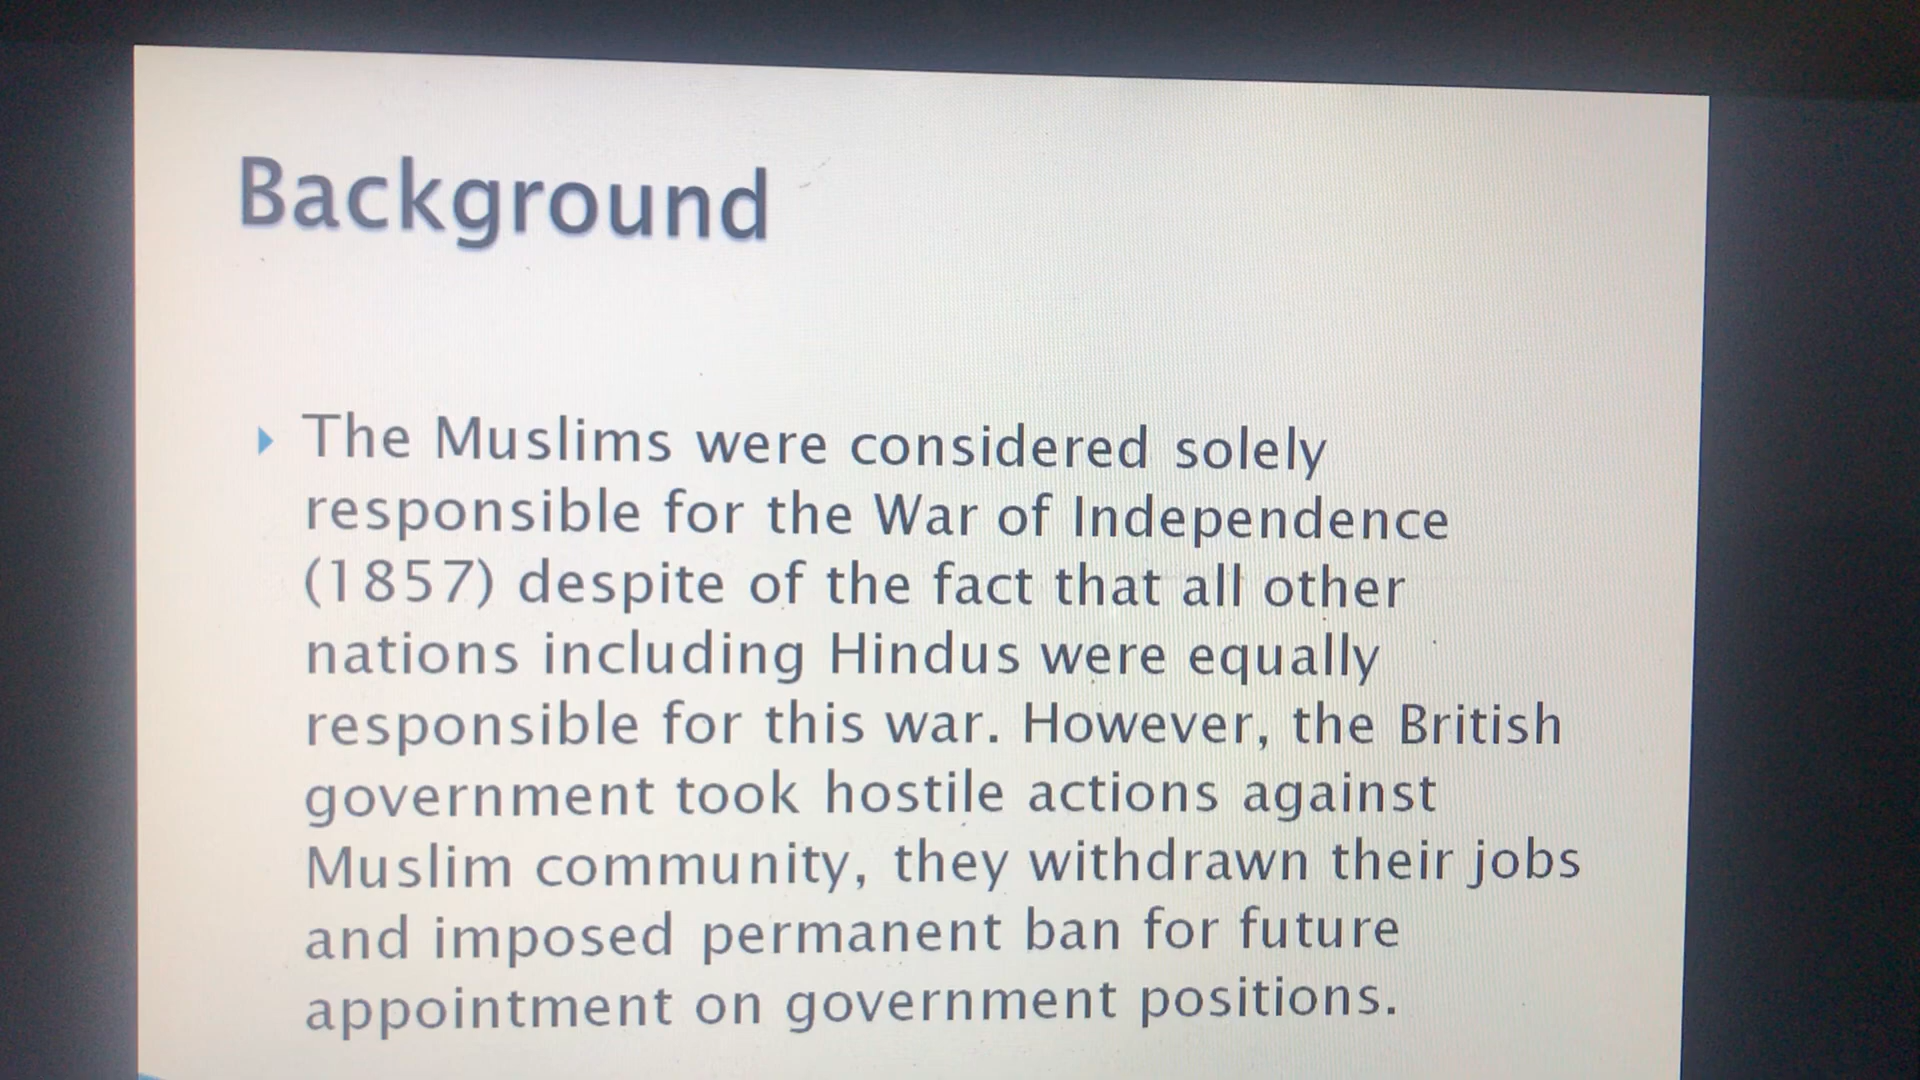 Background
The Muslims were considered solely
responsible for the War of Independence
(1857) despite of the fact that all other
nations including Hindus were equally
responsible for this war. However, the British
government took hostile actions against
Muslim community, they withdrawn their jobs
and imposed permanent ban for future
appointment on government positions.